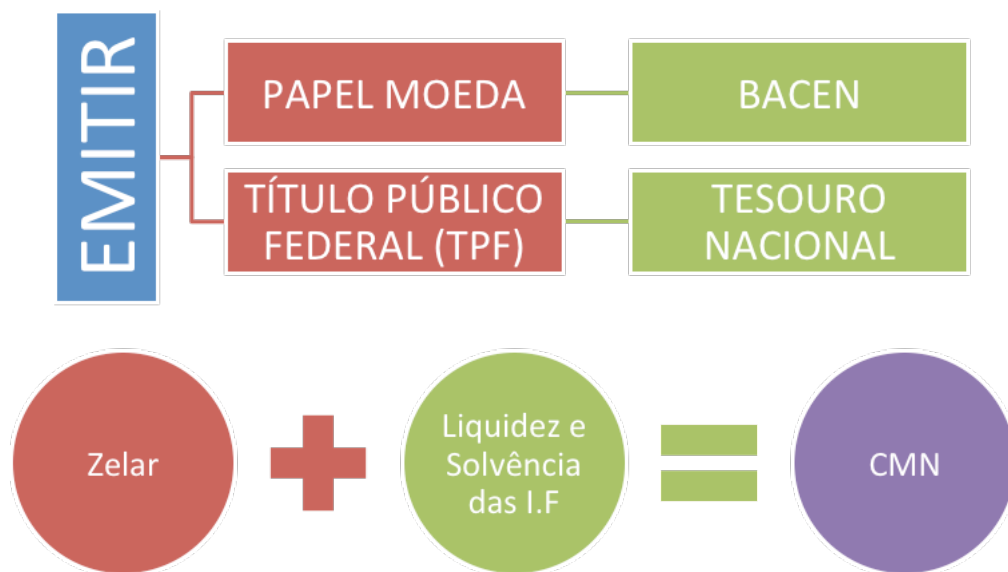 EMITIR
PAPEL MOEDA
BACEN
TÍTULO PÚBLICO
FEDERAL (TPF)
TESOURO
NACIONAL
Zelar
Liquidez e
Solvência
das I.F
CMN